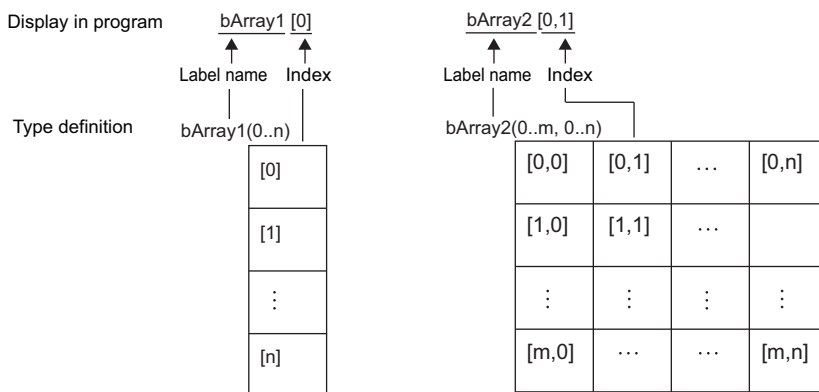 Display in program bArray1 [0] bArray2 [0,1]
Label name Index Label name Index
Type definition bArray1(0..n) bArray2(0..m, 0..n)
[0] [0,0] [0,1] ... [0,n]
[1] [1,0] [1,1] ...
⋮ ⋮ ⋮ ⋮ ⋮
[n] [m,0] ... ... [m,n]